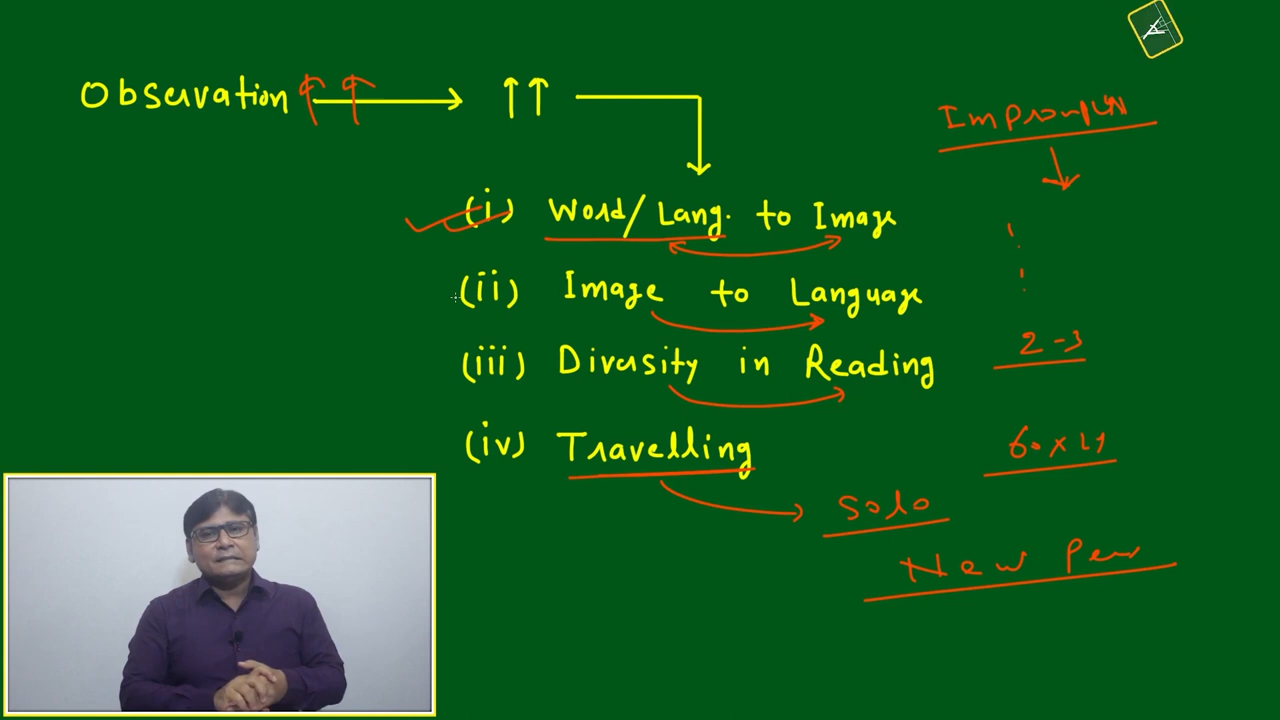 Observation → ↑↑
(i) Word/Lang. to Image
(ii) Image to Language
(iii) Diversity in Reading
(iv) Travelling
2-3
Solo
New